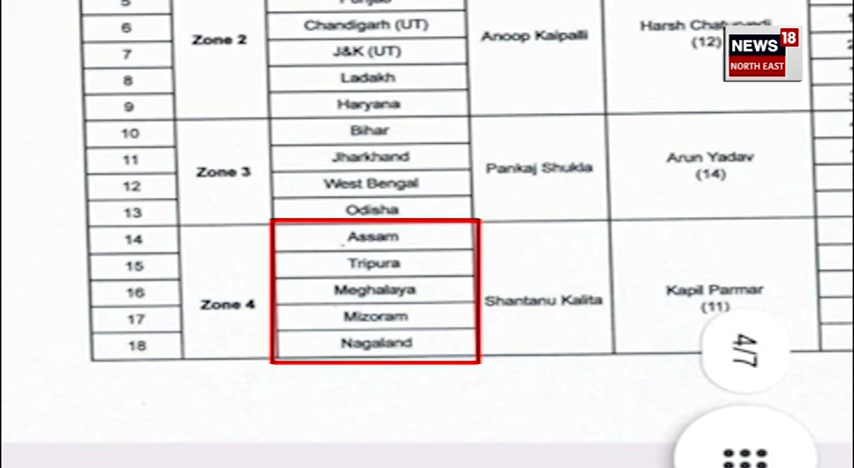 5
6 Chandigarh (UT)
Zone 2 Anoop Kaipalli Harsh
7 J&K (UT) (12)
8 Ladakh
9 Haryana
10 Bihar
11 Jharkhand
Zone 3 Pankaj Shukla Arun Yadav
12 West Bengal (14)
13 Odisha
14 Assam
15 Tripura
16 Meghalaya
Zone 4 Shantanu Kalita Kapil Parmar
17 Mizoram (11)
18 Nagaland
4/7
NEWS 18
NORTH EAST